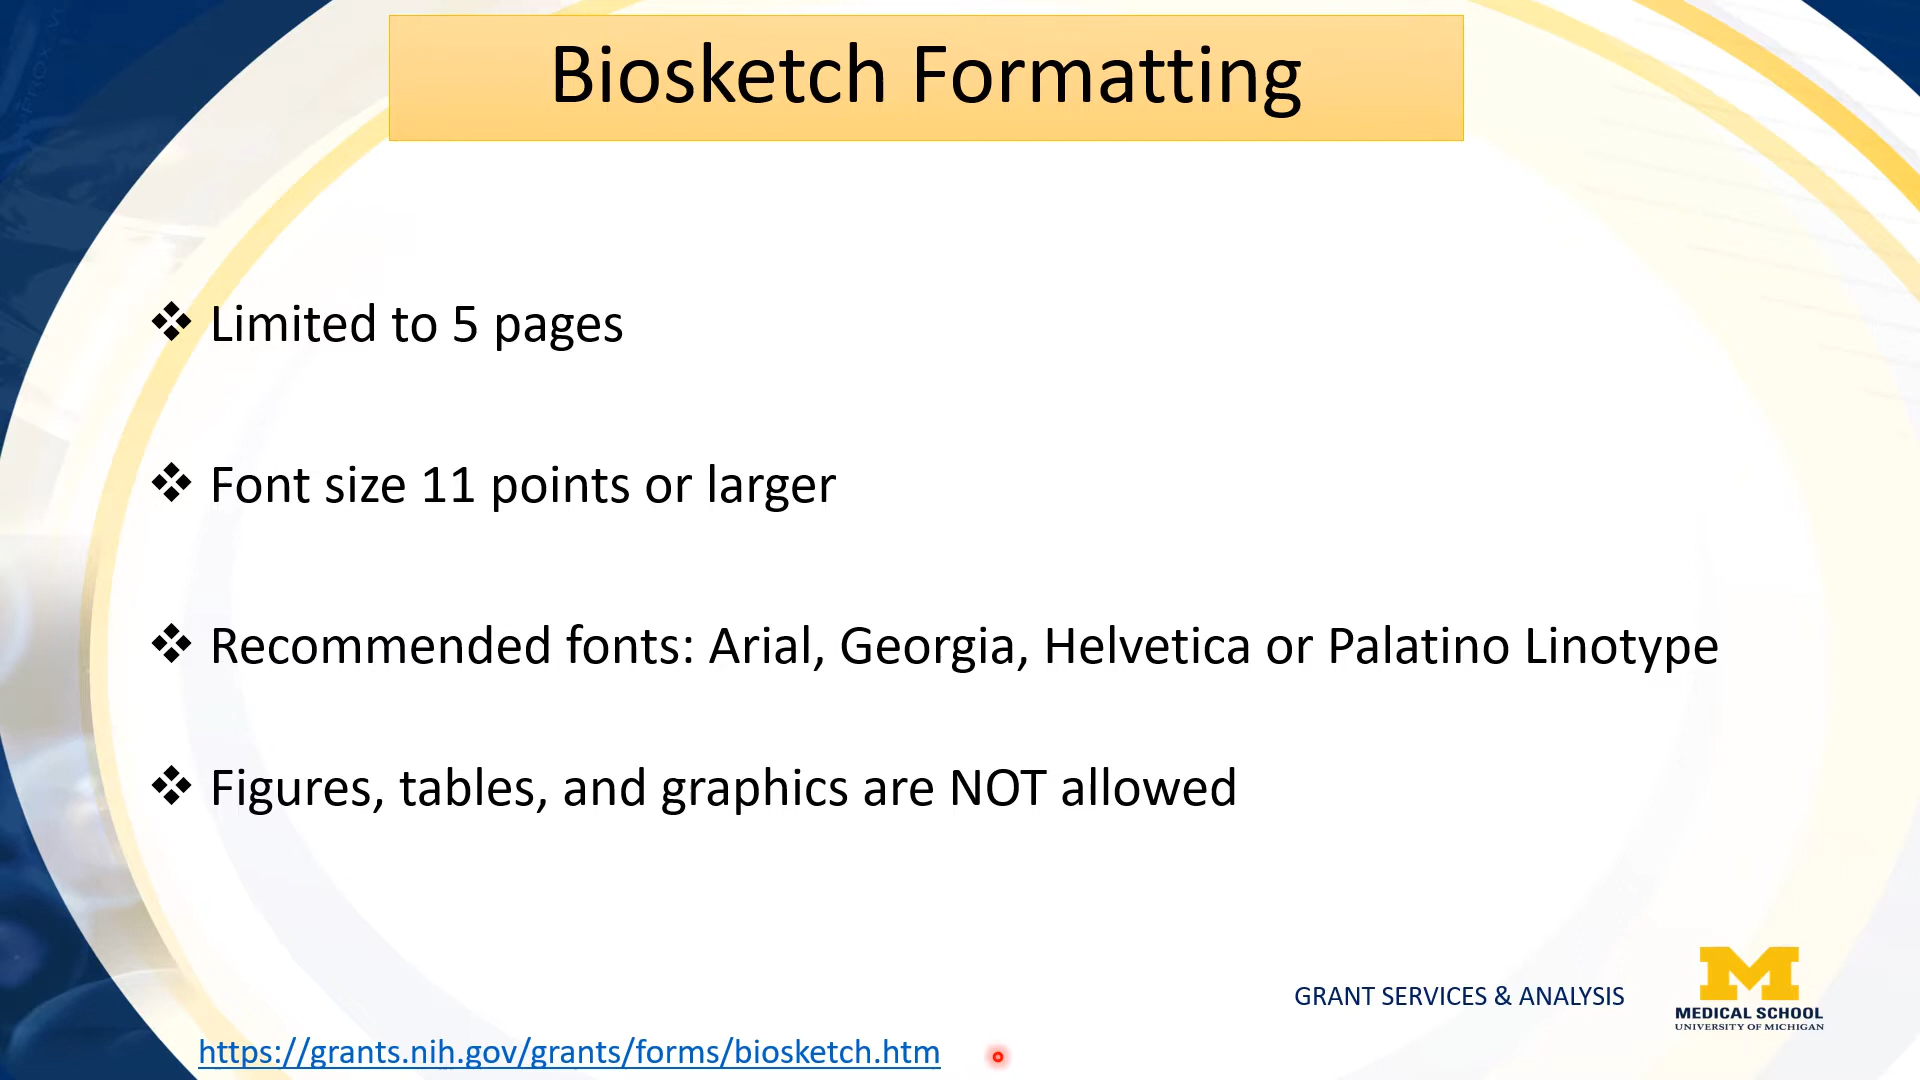 Biosketch Formatting
❖ Limited to 5 pages
❖ Font size 11 points or larger
❖ Recommended fonts: Arial, Georgia, Helvetica or Palatino Linotype
❖ Figures, tables, and graphics are NOT allowed
GRANT SERVICES & ANALYSIS
M
MEDICAL SCHOOL
UNIVERSITY OF MICHIGAN
https://grants.nih.gov/grants/forms/biosketch.htm